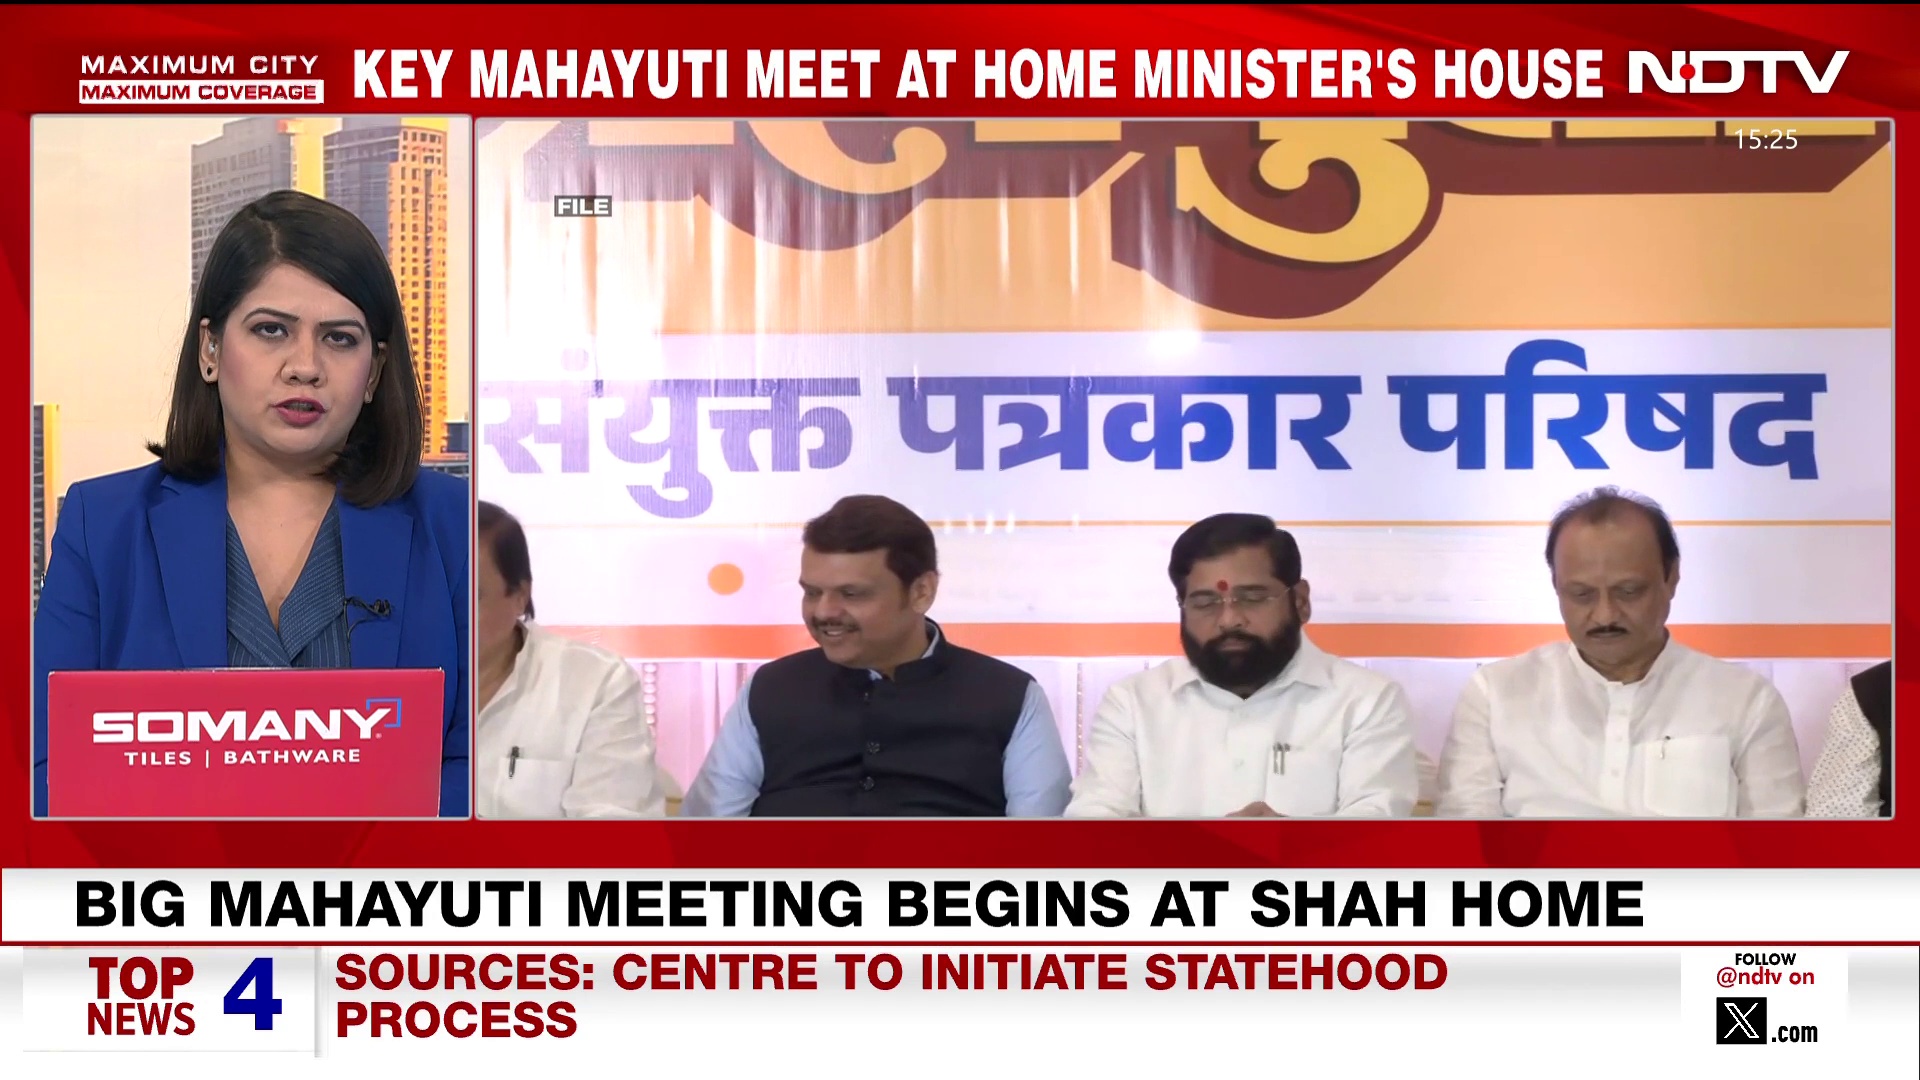 MAXIMUM CITY
MAXIMUM COVERAGE
KEY MAHAYUTI MEET AT HOME MINISTER'S HOUSE
NDTV
15:25
FILE
संयुक्त पत्रकार परिषद
SOMANY
TILES | BATHWARE
BIG MAHAYUTI MEETING BEGINS AT SHAH HOME
TOP
NEWS
4
SOURCES: CENTRE TO INITIATE STATEHOOD
PROCESS
FOLLOW
@ndtv on
X.com